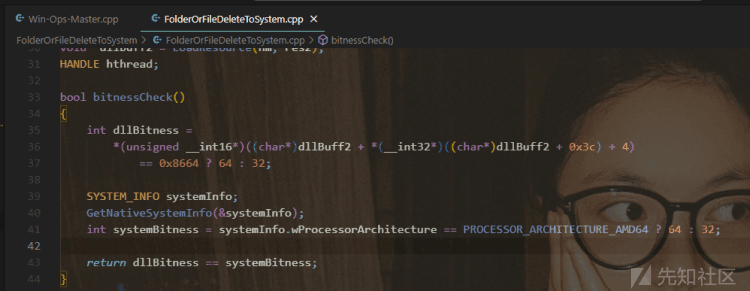 Win-Ops-Master.cpp FolderOrFileDeleteToSystem.cpp X
FolderOrFileDeleteToSystem > FolderOrFileDeleteToSystem.cpp > bitnessCheck()
30 void* dllBuff2 = LoadResource(hm, res2);
31 HANDLE hthread;
32
33 bool bitnessCheck()
34 {
35 int dllBitness =
36 *(unsigned __int16*)((char*)dllBuff2 + *(__int32*)((char*)dllBuff2 + 0x3c) + 4)
37 == 0x8664 ? 64 : 32;
38
39 SYSTEM_INFO systemInfo;
40 GetNativeSystemInfo(&systemInfo);
41 int systemBitness = systemInfo.wProcessorArchitecture == PROCESSOR_ARCHITECTURE_AMD64 ? 64 : 32;
42
43 return dllBitness == systemBitness;
44 }
先知社区